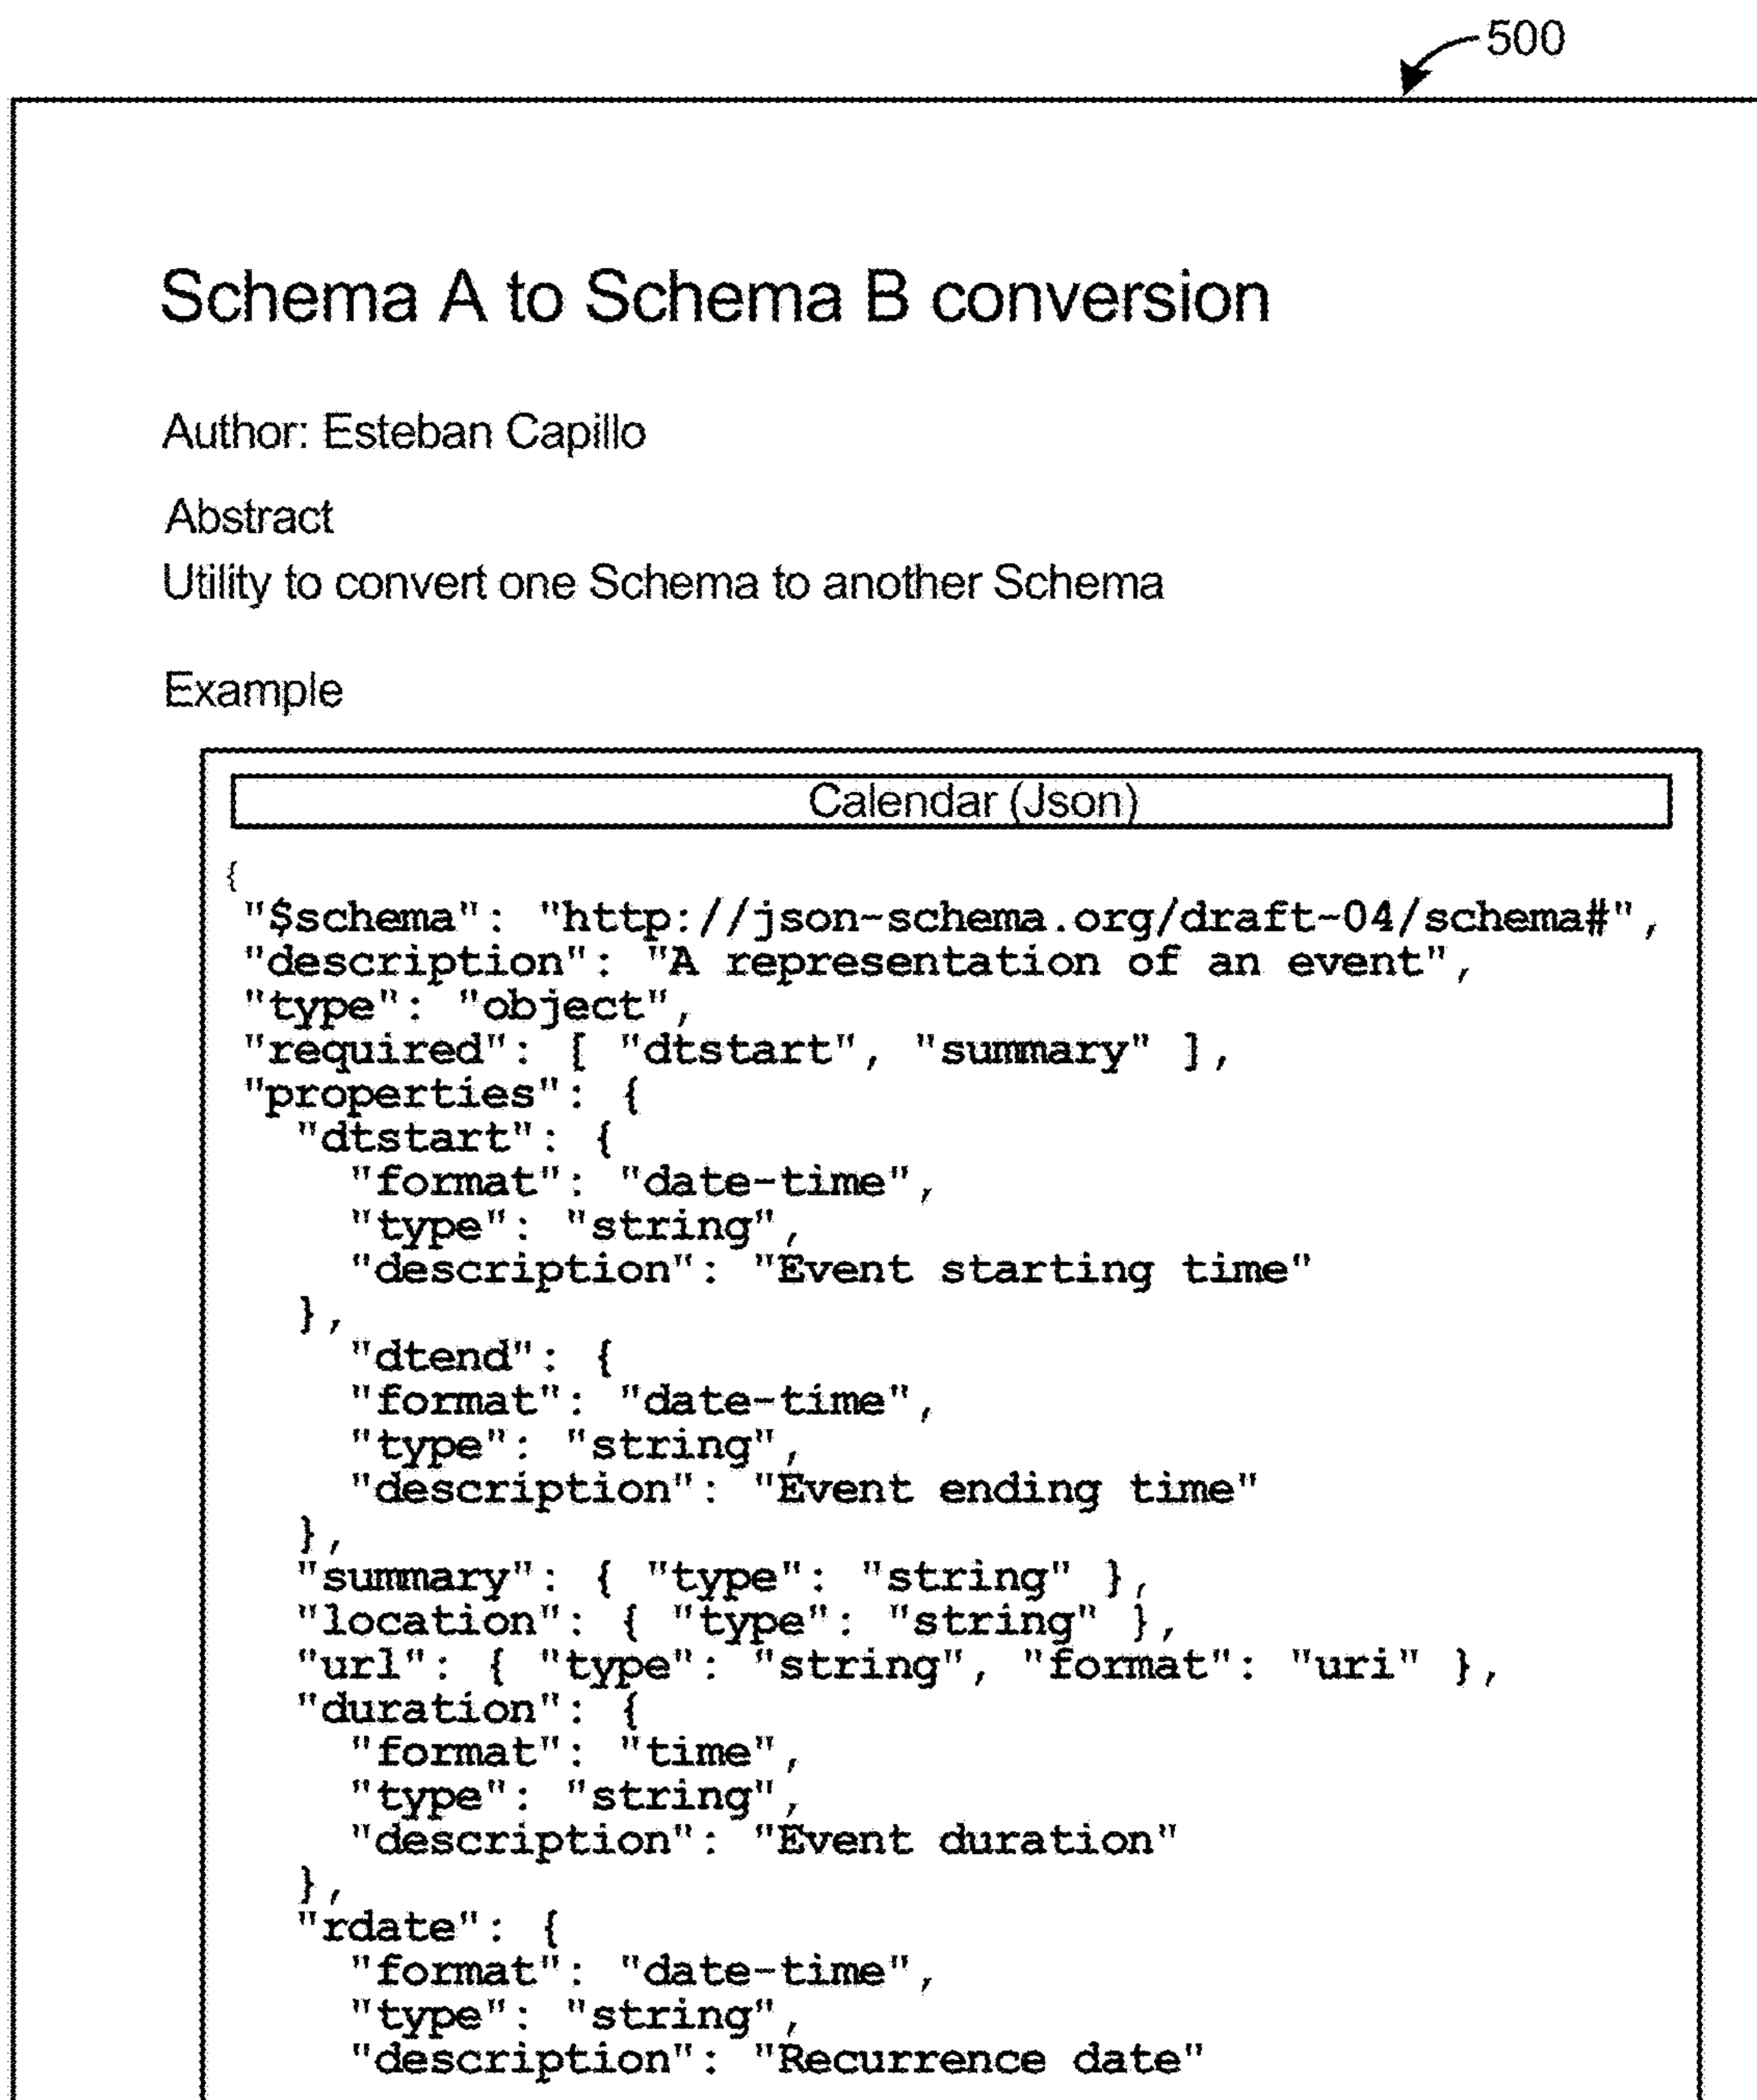 500
Schema A to Schema B conversion
Author: Esteban Capillo
Abstract
Utility to convert one Schema to another Schema
Example
Calendar (Json)
{
"$schema": "http://json-schema.org/draft-04/schema#",
"description": "A representation of an event",
"type": "object",
"required": [ "dtstart", "summary" ],
"properties": {
"dtstart": {
"format": "date-time",
"type": "string",
"description": "Event starting time"
},
"dtend": {
"format": "date-time",
"type": "string",
"description": "Event ending time"
},
"summary": { "type": "string" },
"location": { "type": "string" },
"url": { "type": "string", "format": "uri" },
"duration": {
"format": "time",
"type": "string",
"description": "Event duration"
},
"rdate": {
"format": "date-time",
"type": "string",
"description": "Recurrence date"